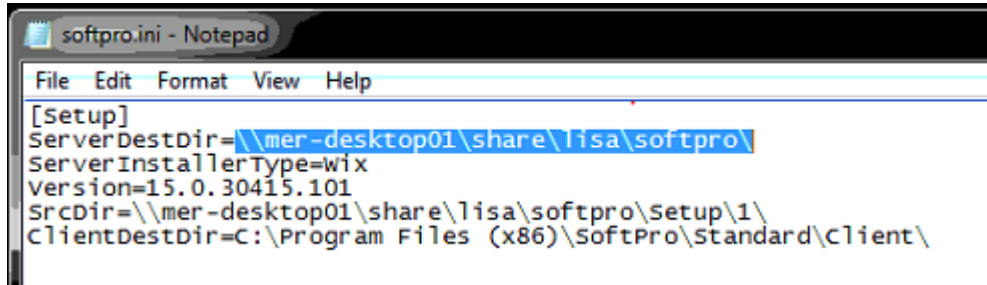 softpro.ini - Notepad
File Edit Format View Help
[Setup]
ServerDestDir=\\mer-desktop01\share\lisa\softpro\
ServerInstallerType=Wix
Version=15.0.30415.101
SrcDir=\\mer-desktop01\share\lisa\softpro\Setup\1\
ClientDestDir=C:\Program Files (x86)\SoftPro\Standard\Client\